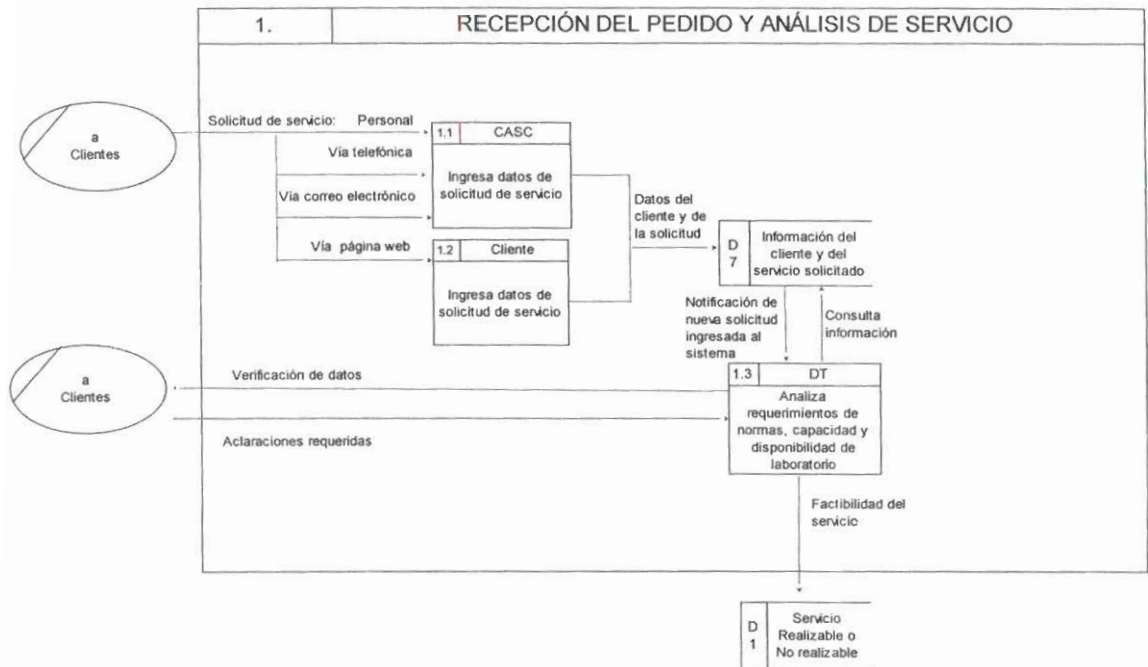 1.
RECEPCIÓN DEL PEDIDO Y ANÁLISIS DE SERVICIO
a
Clientes
Solicitud de servicio: Personal
Vía telefónica
Vía correo electrónico
Vía página web
1.1 CASC
Ingresa datos de
solicitud de servicio
1.2 Cliente
Ingresa datos de
solicitud de servicio
Datos del
cliente y de
la solicitud
D
7
Información del
cliente y del
servicio solicitado
Notificación de
nueva solicitud
ingresada al
sistema
Consulta
información
a
Clientes
Verificación de datos
Aclaraciones requeridas
1.3 DT
Analiza
requerimientos de
normas, capacidad y
disponibilidad de
laboratorio
Factibilidad del
servicio
D
1
Servicio
Realizable o
No realizable